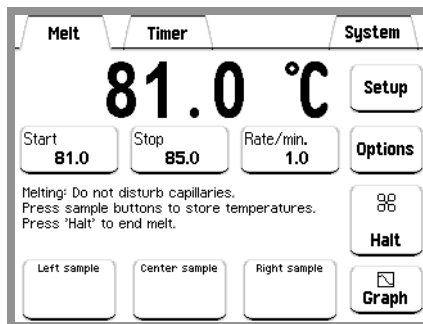 Melt Timer System
81.0 °C
Setup
Start Stop Rate/min.
81.0 85.0 1.0
Options
Melting: Do not disturb capillaries.
Press sample buttons to store temperatures.
Press 'Halt' to end melt.
Halt
Left sample Center sample Right sample
Graph